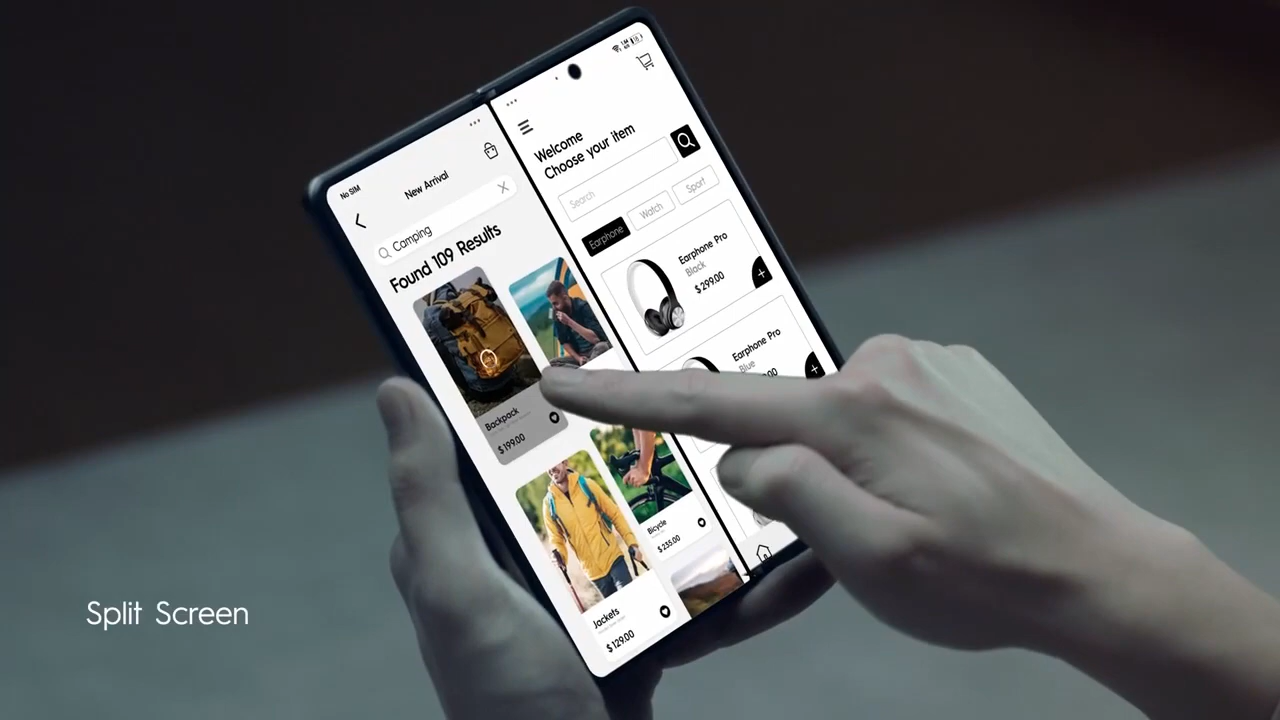 No SIM
New Arrival
Camping
Found 109 Results
Backpack
$199.00
Bicycle
$235.00
Jackets
$129.00
Welcome
Choose your item
Search
Earphone
Watch
Sport
Earphone Pro
Black
$299.00
Earphone Pro
Blue
Split Screen